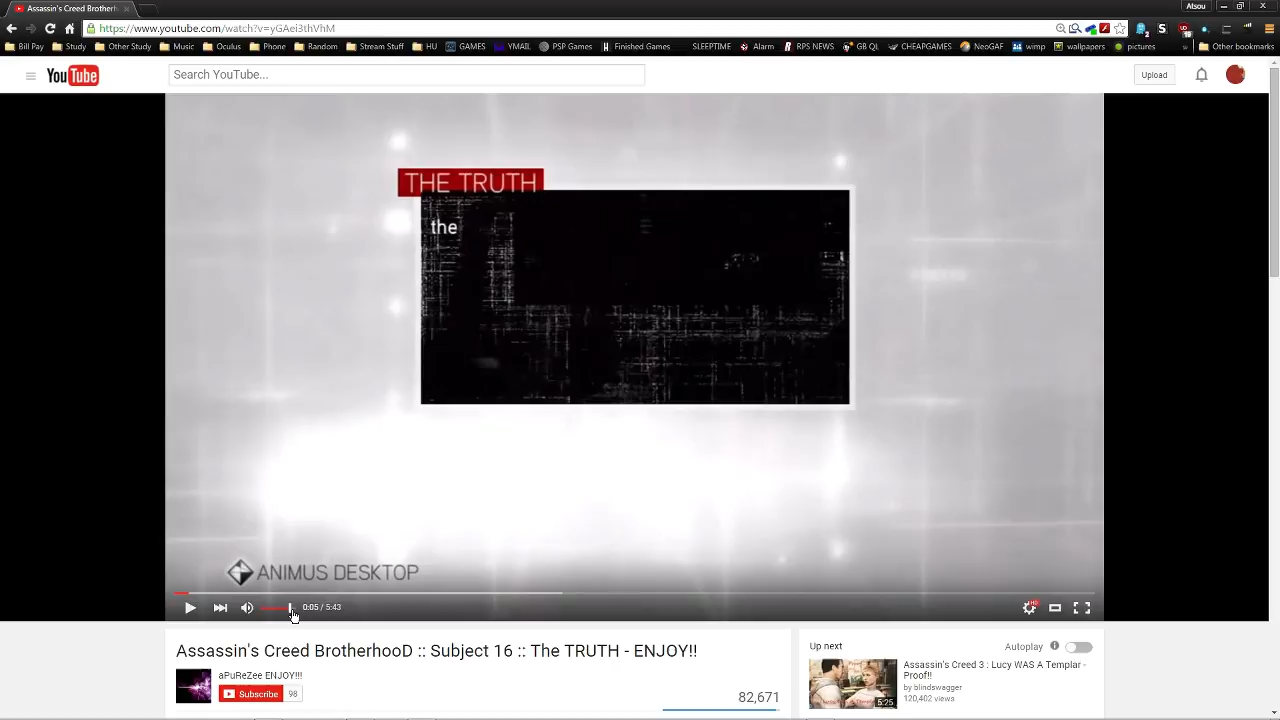 Assassin's Creed Brotherh
Alsou
https://www.youtube.com/watch?v=yGAei3thVhM
Bill Pay Study Other Study Music Oculus Phone Random Stream Stuff HU GAMES YMAIL PSP Games Finished Games SLEEPTIME Alarm RPS NEWS GB QL CHEAPGAMES NeoGAF wimp wallpapers pictures » Other bookmarks
YouTube
Search YouTube...
Upload
THE TRUTH
the
ANIMUS DESKTOP
0:05 / 5:43
HD
Assassin's Creed BrotherhooD :: Subject 16 :: The TRUTH - ENJOY!!
aPuReZee ENJOY!!!
Subscribe 98
82,671
Up next
Autoplay
Assassin's Creed 3 : Lucy WAS A Templar -
Proof!!
by blindswagger
120,402 views
5:25